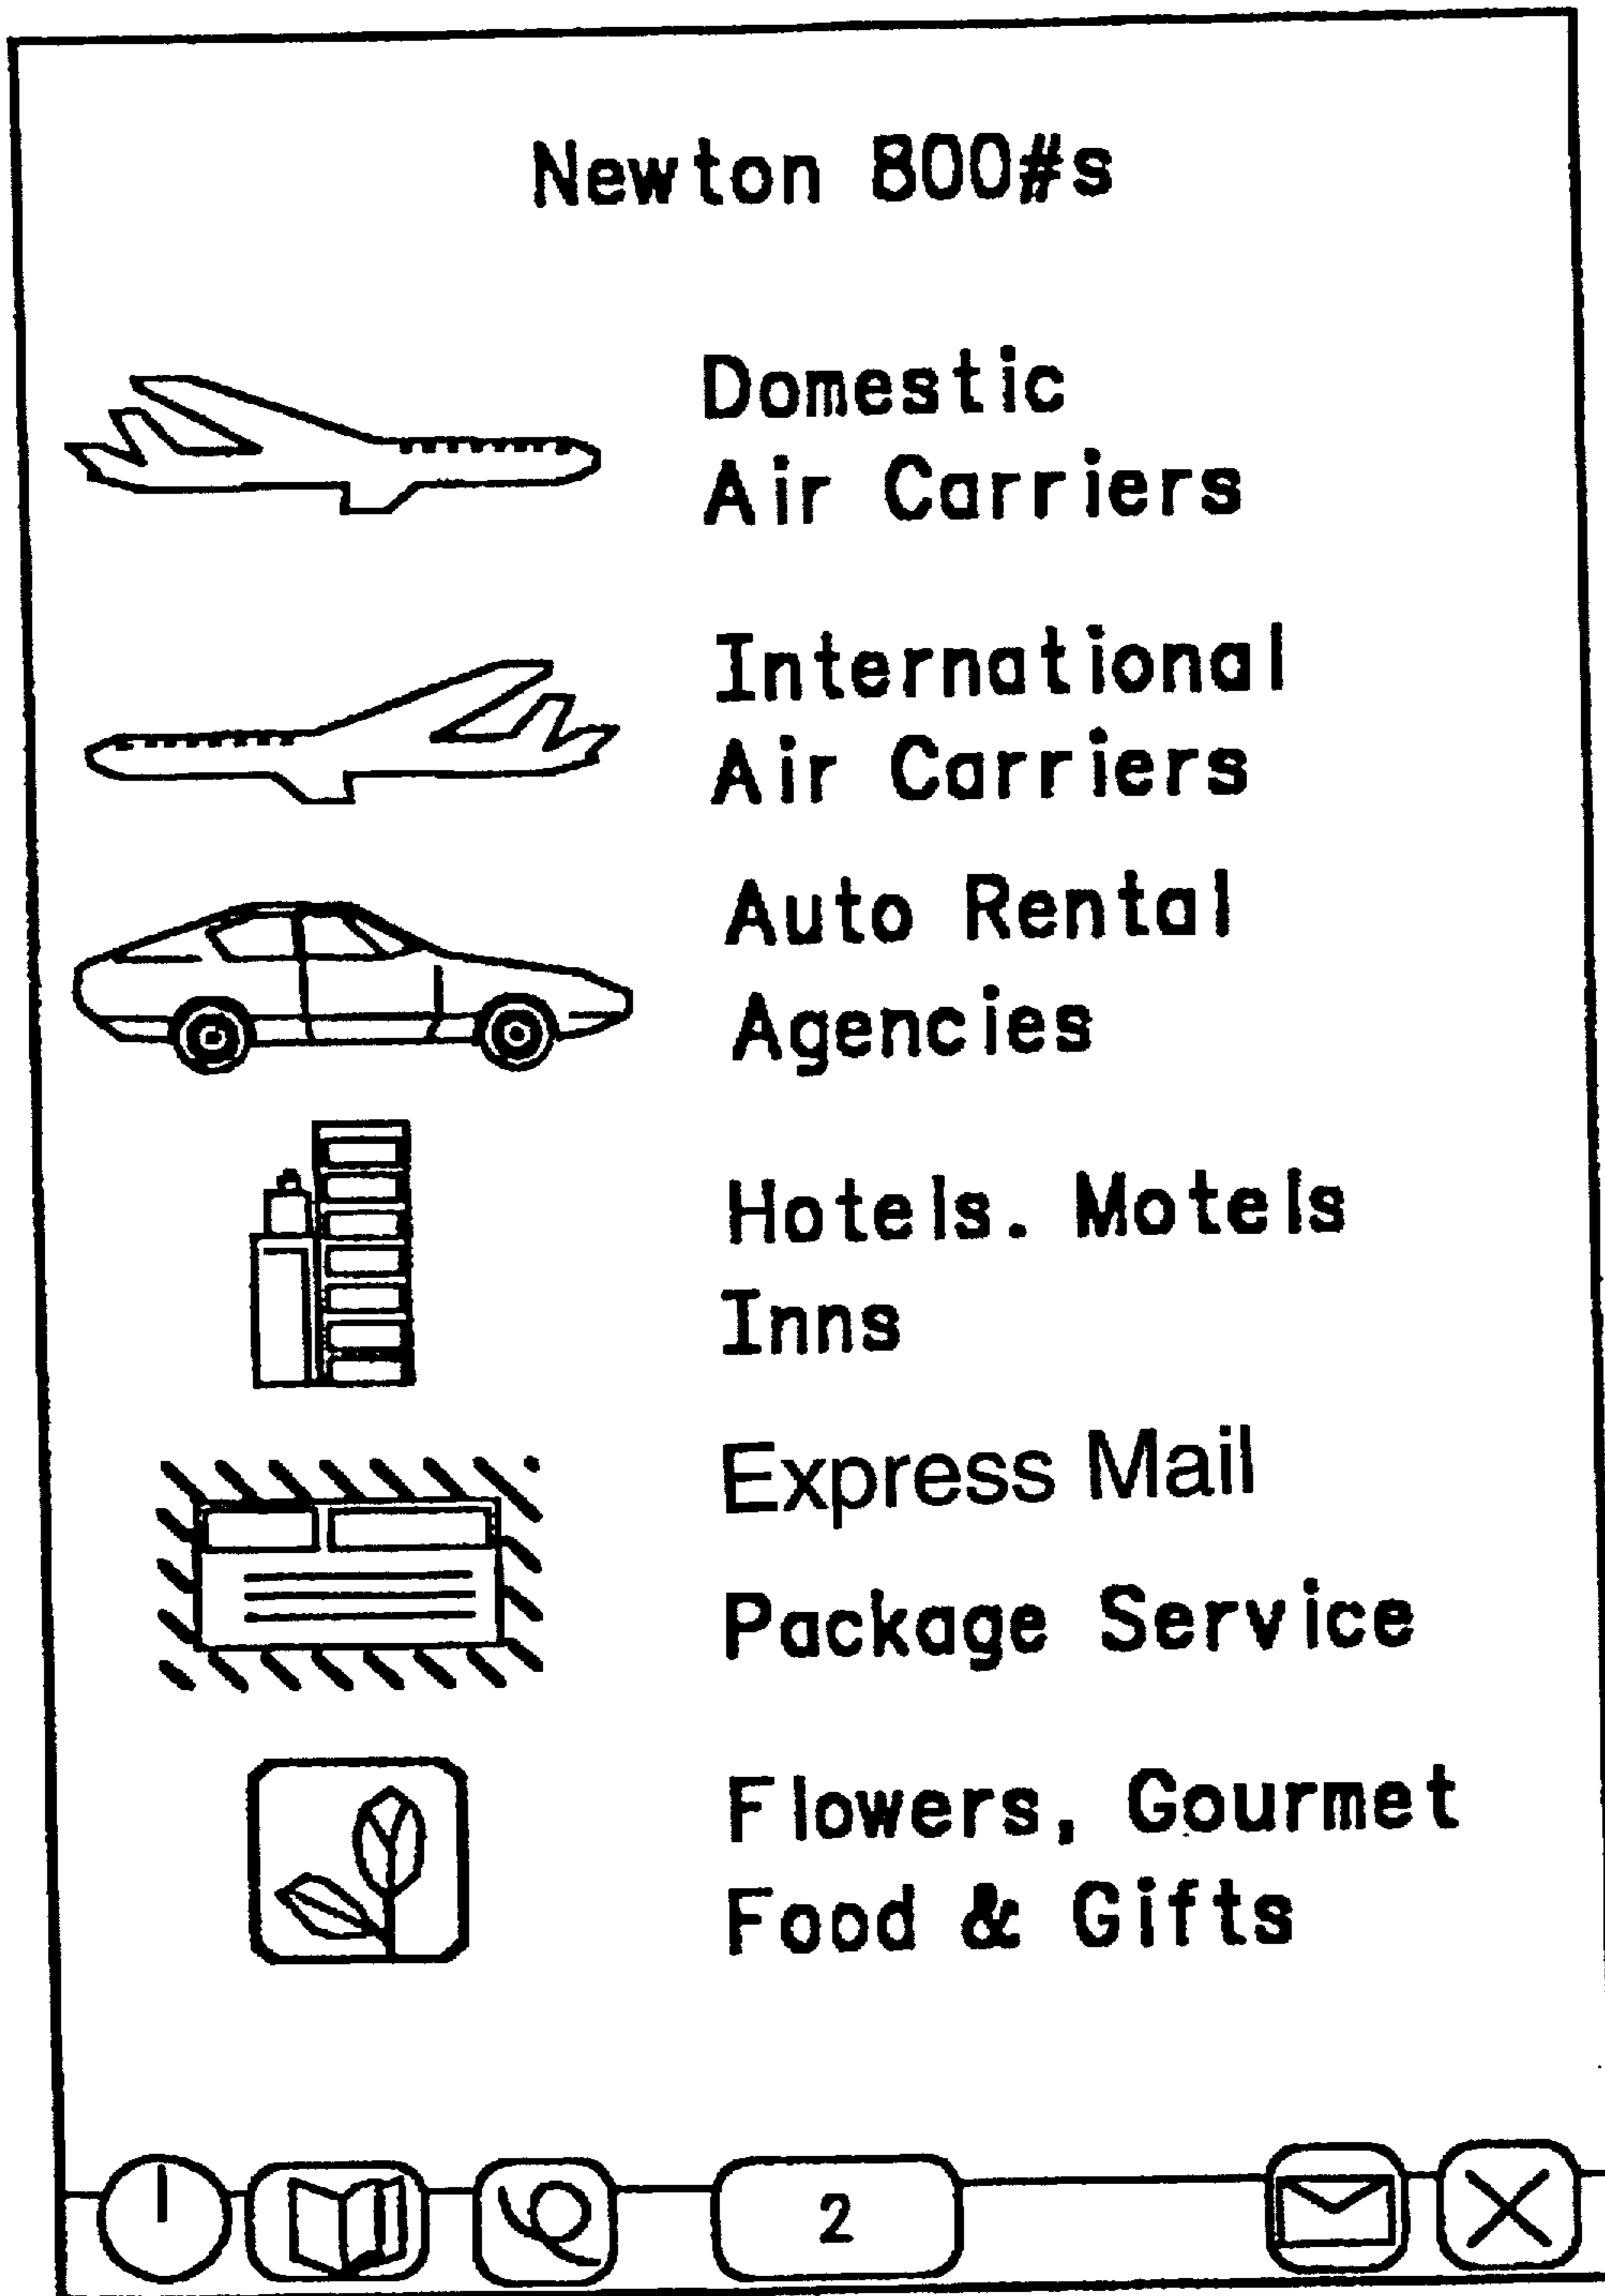 Newton 800#s
Domestic
Air Carriers
International
Air Carriers
Auto Rental
Agencies
Hotels. Motels
Inns
Express Mail
Package Service
Flowers, Gourmet
Food & Gifts
2